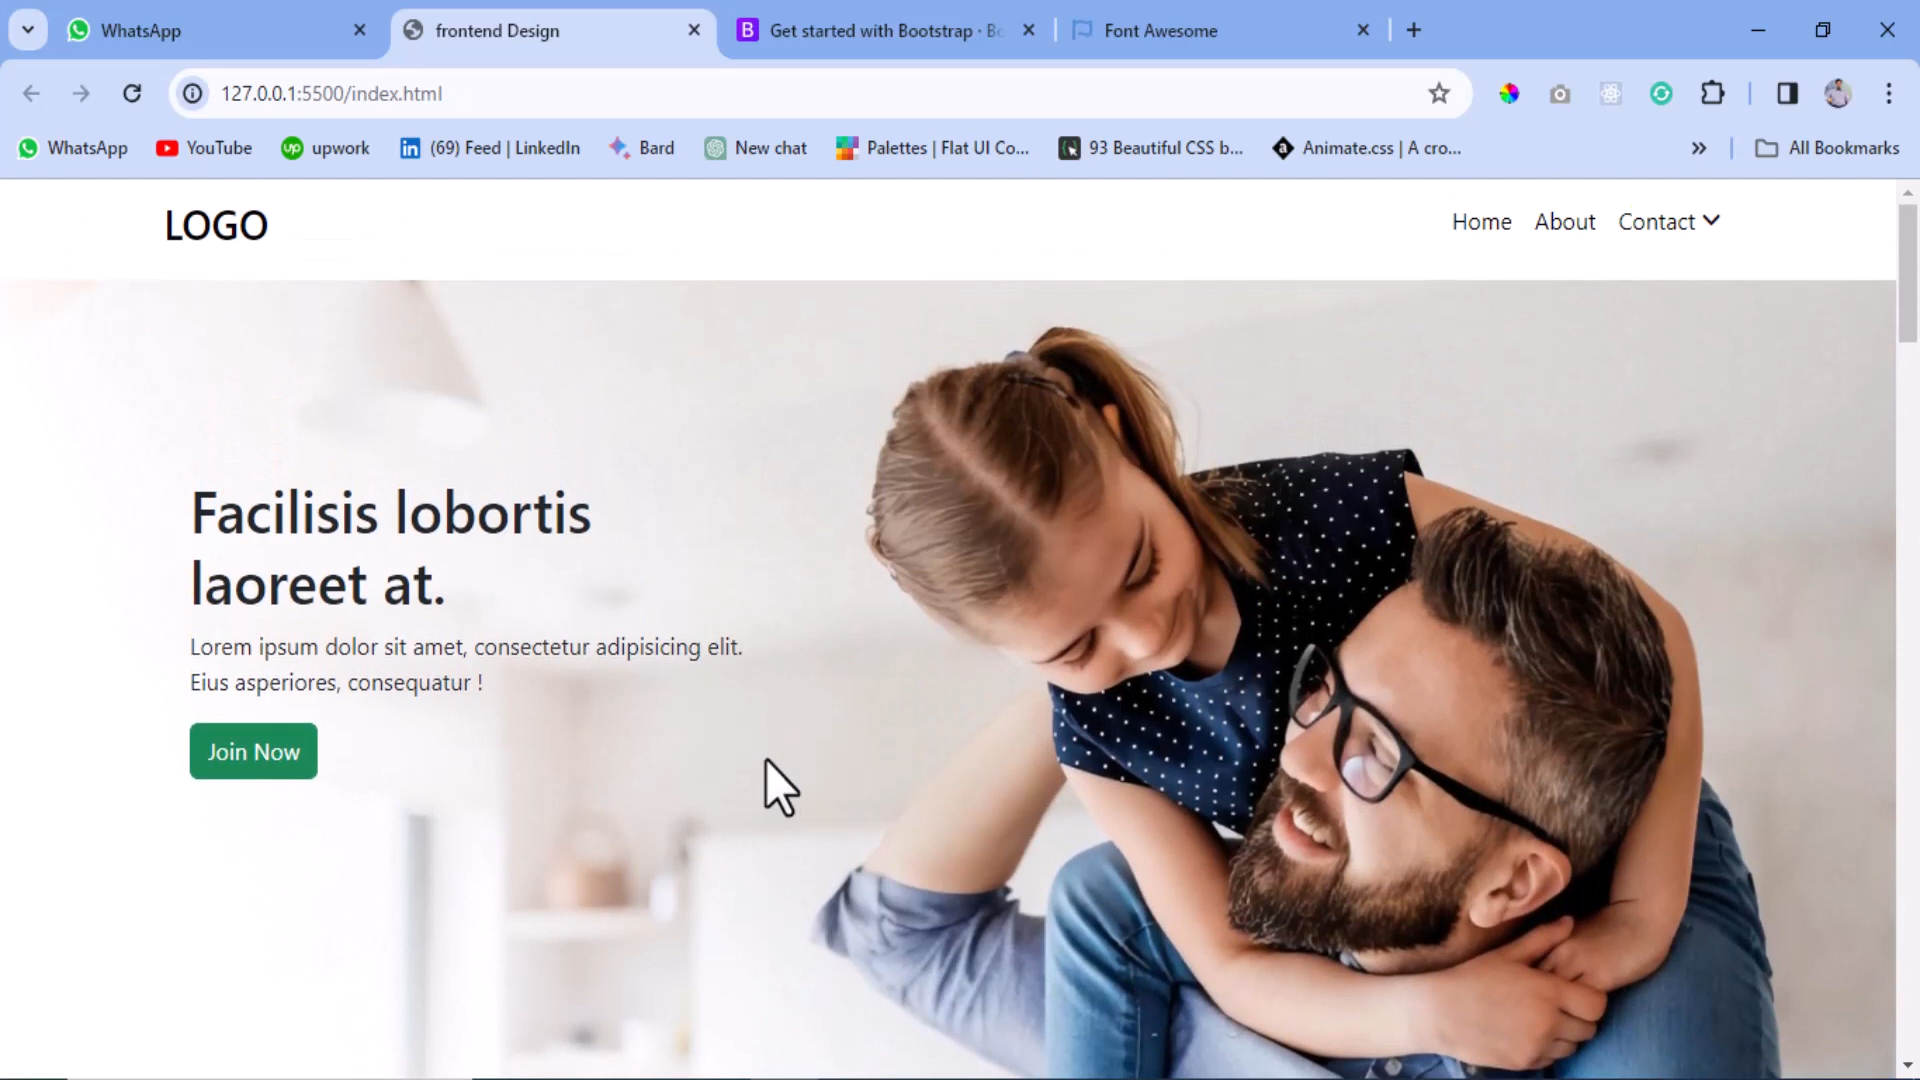 WhatsApp
frontend Design
Get started with Bootstrap · Bo
Font Awesome
127.0.0.1:5500/index.html
WhatsApp
YouTube
upwork
(69) Feed | LinkedIn
Bard
New chat
Palettes | Flat UI Co...
93 Beautiful CSS b...
Animate.css | A cro...
All Bookmarks
LOGO
Home
About
Contact
Facilisis lobortis
laoreet at.
Lorem ipsum dolor sit amet, consectetur adipisicing elit.
Eius asperiores, consequatur !
Join Now